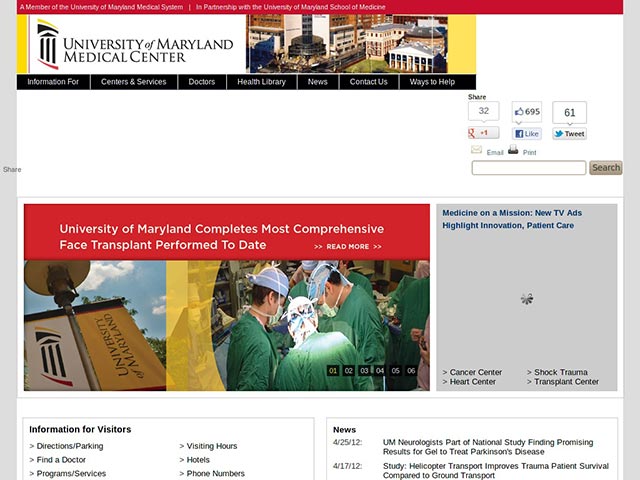 A Member of the University of Maryland Medical System | In Partnership with the University of Maryland School of Medicine
UNIVERSITY of MARYLAND
MEDICAL CENTER
Information For Centers & Services Doctors Health Library News Contact Us Ways to Help
Share
32 695 61
+1 Like Tweet
Email Print
Search
Share
University of Maryland Completes Most Comprehensive
Face Transplant Performed To Date >> READ MORE >>
UNIVERSITY
of MARYLAND
01 02 03 04 05 06
Medicine on a Mission: New TV Ads
Highlight Innovation, Patient Care
> Cancer Center > Shock Trauma
> Heart Center > Transplant Center
Information for Visitors
> Directions/Parking > Visiting Hours
> Find a Doctor > Hotels
> Programs/Services > Phone Numbers
News
4/25/12: UM Neurologists Part of National Study Finding Promising
Results for Gel to Treat Parkinson's Disease
4/17/12: Study: Helicopter Transport Improves Trauma Patient Survival
Compared to Ground Transport